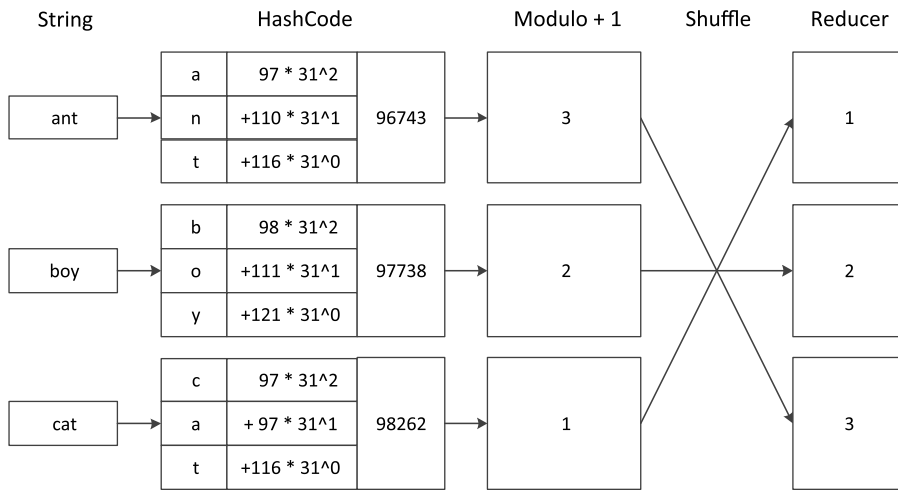 String HashCode Modulo + 1 Shuffle Reducer
a 97 * 31^2
ant n +110 * 31^1 96743 3 1
t +116 * 31^0
b 98 * 31^2
boy o +111 * 31^1 97738 2 2
y +121 * 31^0
c 97 * 31^2
cat a + 97 * 31^1 98262 1 3
t +116 * 31^0